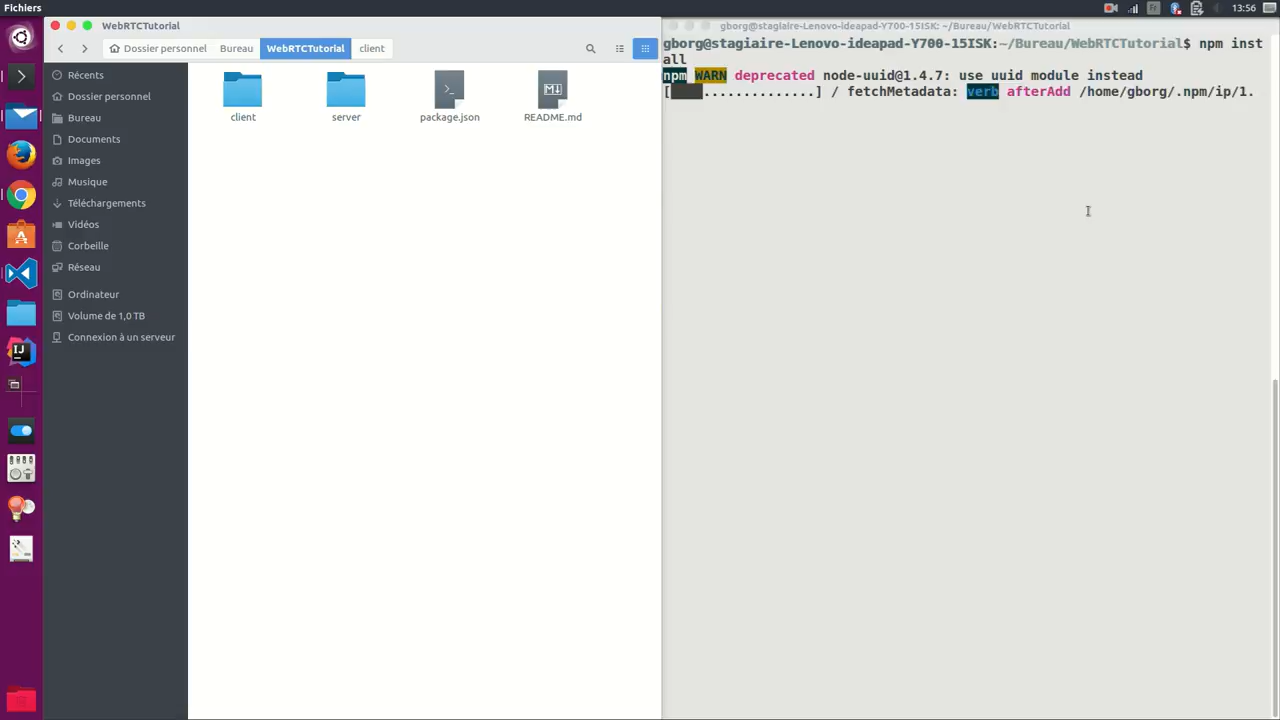 Fichiers
Fr
13:56
WebRTCTutorial
Dossier personnel
Bureau
WebRTCTutorial
client
Récents
Dossier personnel
Bureau
Documents
Images
Musique
Téléchargements
Vidéos
Corbeille
Réseau
Ordinateur
Volume de 1,0 TB
Connexion à un serveur
client
server
package.json
README.md
gborg@stagiaire-Lenovo-ideapad-Y700-15ISK: ~/Bureau/WebRTCTutorial
gborg@stagiaire-Lenovo-ideapad-Y700-15ISK:~/Bureau/WebRTCTutorial$ npm inst
all
npm WARN deprecated node-uuid@1.4.7: use uuid module instead
[ ..............] / fetchMetadata: verb afterAdd /home/gborg/.npm/ip/1.